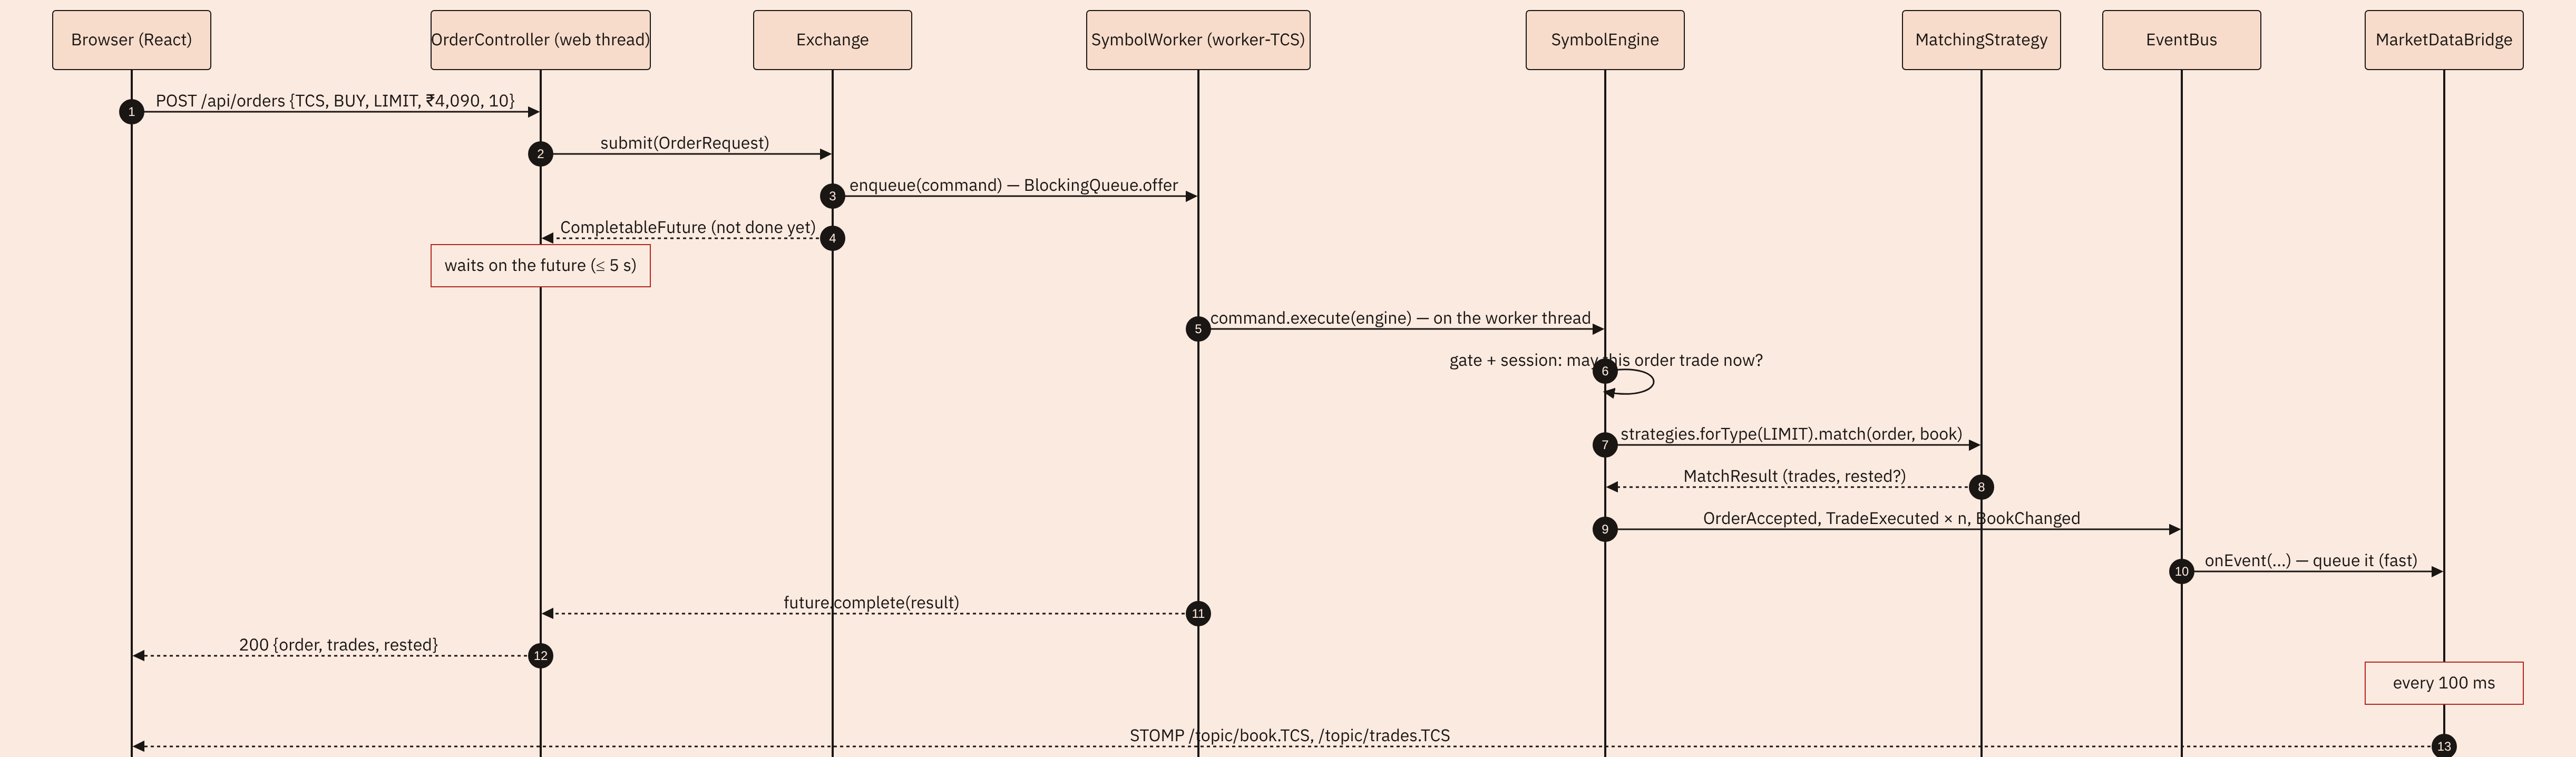 Browser (React)
OrderController (web thread)
Exchange
SymbolWorker (worker-TCS)
SymbolEngine
MatchingStrategy
EventBus
MarketDataBridge
1
POST /api/orders {TCS, BUY, LIMIT, ₹4,090, 10}
2
submit(OrderRequest)
3
enqueue(command) — BlockingQueue.offer
CompletableFuture (not done yet)
4
waits on the future (≤ 5 s)
5
command.execute(engine) — on the worker thread
gate + session: may this order trade now?
6
7
strategies.forType(LIMIT).match(order, book)
MatchResult (trades, rested?)
8
9
OrderAccepted, TradeExecuted × n, BookChanged
10
onEvent(...) — queue it (fast)
future.complete(result)
11
200 {order, trades, rested}
12
every 100 ms
STOMP /topic/book.TCS, /topic/trades.TCS
13